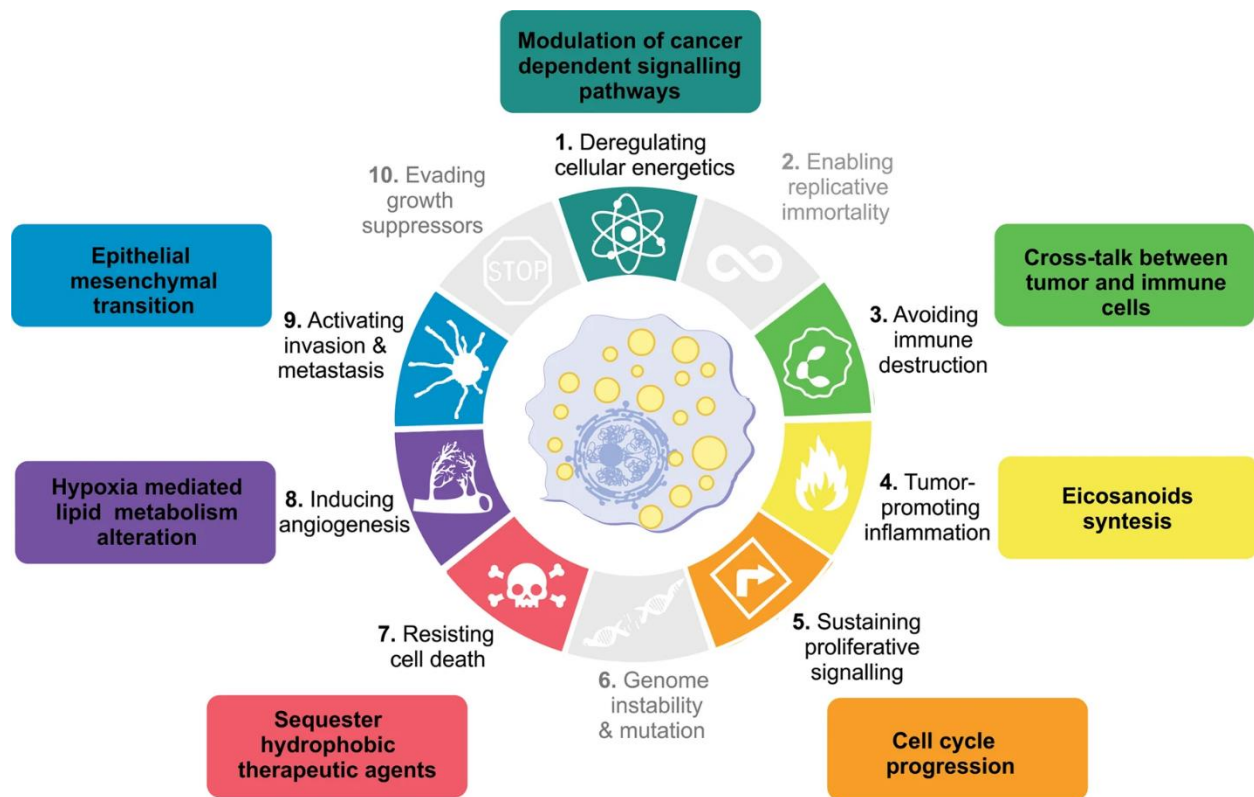 Modulation of cancer
dependent signalling
pathways
1. Deregulating
cellular energetics
2. Enabling
replicative
immortality
10. Evading
growth
suppressors
STOP
Epithelial
mesenchymal
transition
Cross-talk between
tumor and immune
cells
3. Avoiding
immune
destruction
9. Activating
invasion &
metastasis
Hypoxia mediated
lipid metabolism
alteration
8. Inducing
angiogenesis
4. Tumor-
promoting
inflammation
Eicosanoids
syntesis
7. Resisting
cell death
5. Sustaining
proliferative
signalling
6. Genome
instability
& mutation
Sequester
hydrophobic
therapeutic agents
Cell cycle
progression